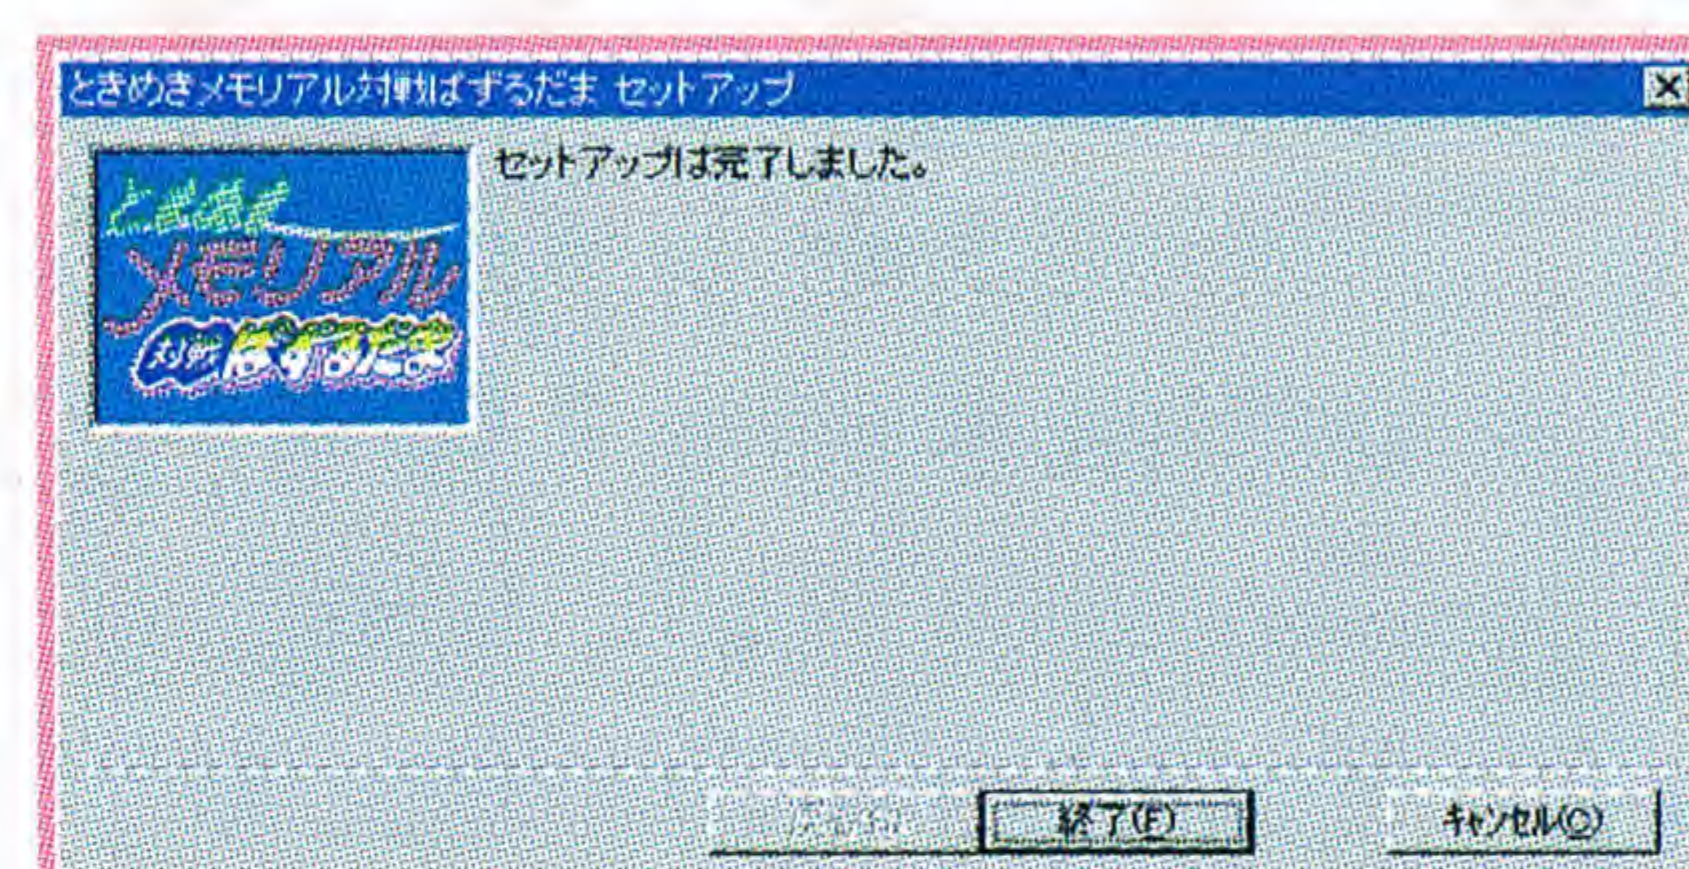 ときめきメモリアル対戦ぱずるだま セットアップ
セットアップは完了しました。
ときめき
メモリアル
対戦ぱずるだま
終了(F)
キャンセル(C)